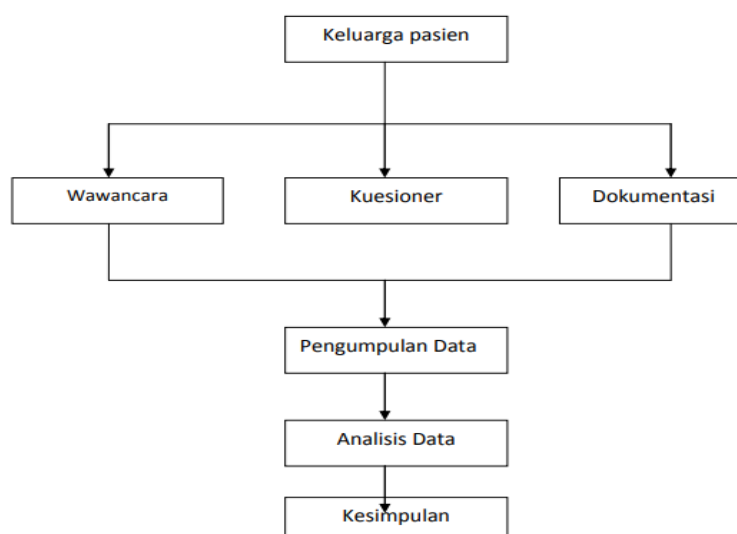 Keluarga pasien
Wawancara
Kuesioner
Dokumentasi
Pengumpulan Data
Analisis Data
Kesimpulan